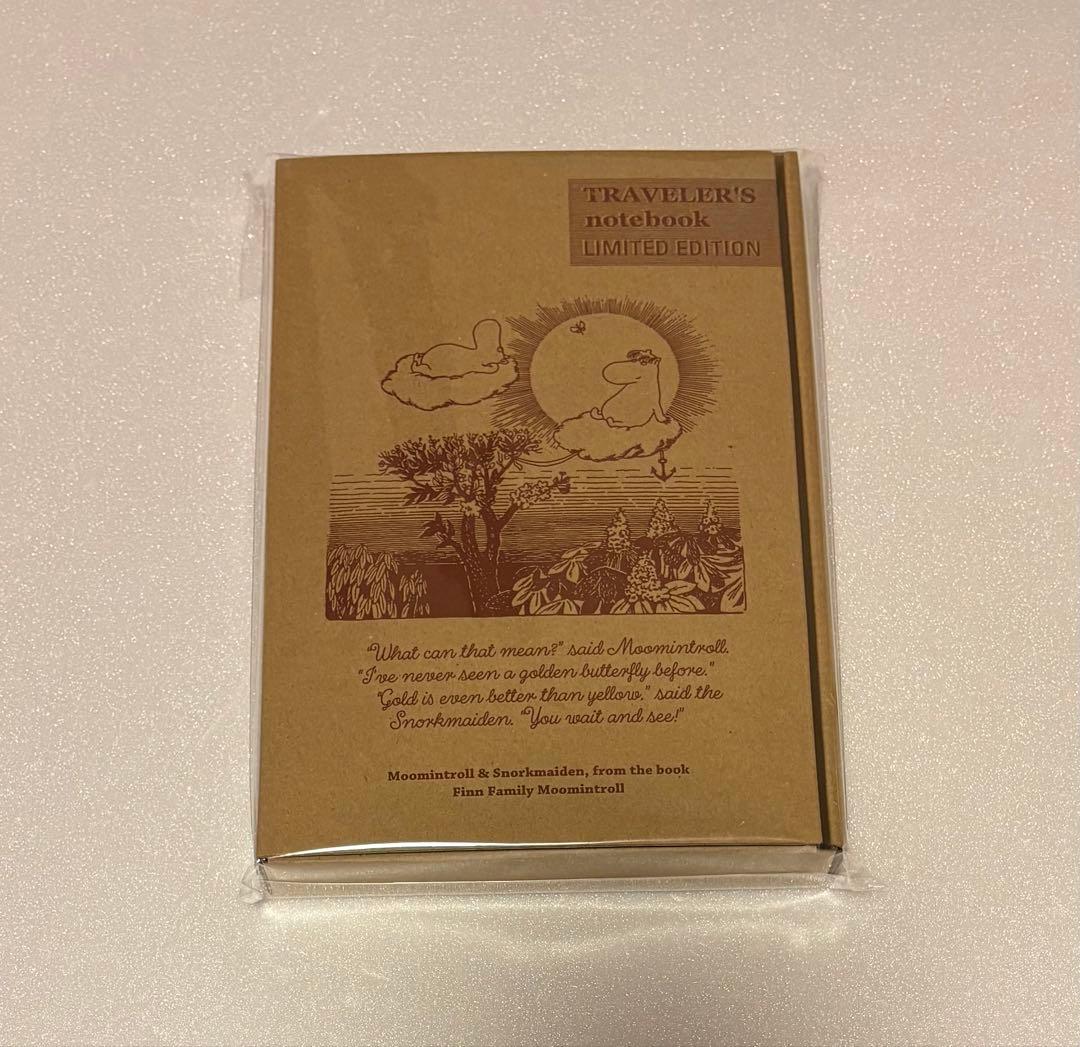 TRAVELER'S
notebook
LIMITED EDITION
"What can that mean?" said Moomintroll.
"I've never seen a golden butterfly before."
"Gold is even better than yellow," said the
Snorkmaiden. "You wait and see!"
Moomintroll & Snorkmaiden, from the book
Finn Family Moomintroll